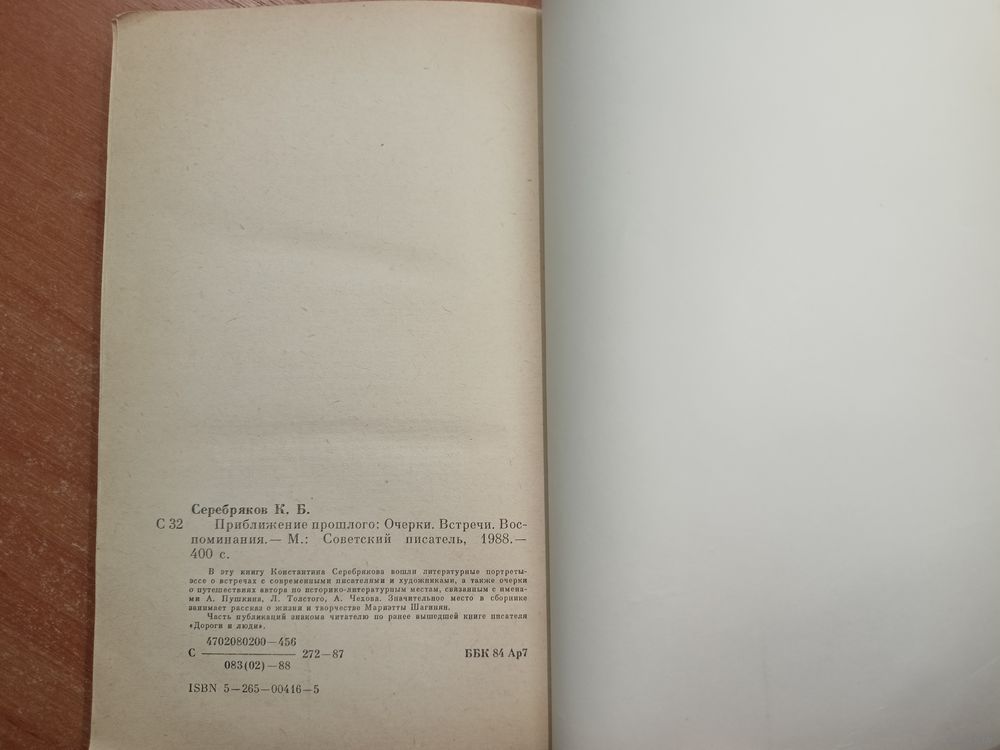 Серебряков К. Б.
С 32 Приближение прошлого: Очерки. Встречи. Вос-
поминания.— М.: Советский писатель, 1988.—
400 с.
В эту книгу Константина Серебрякова вошли литературные портреты-
эссе о встречах с современными писателями и художниками, а также очерки
о путешествиях автора по историко-литературным местам, связанным с имена-
ми А. Пушкина, Л. Толстого, А. Чехова. Значительное место в сборнике
занимает рассказ о жизни и творчестве Мариэтты Шагинян.
Часть публикаций знакома читателю по ранее вышедшей книге писателя
«Дороги и люди».
4702080200—456
С 272—87 ББК 84 Ар7
083(02)—88
ISBN 5—265—00416—5